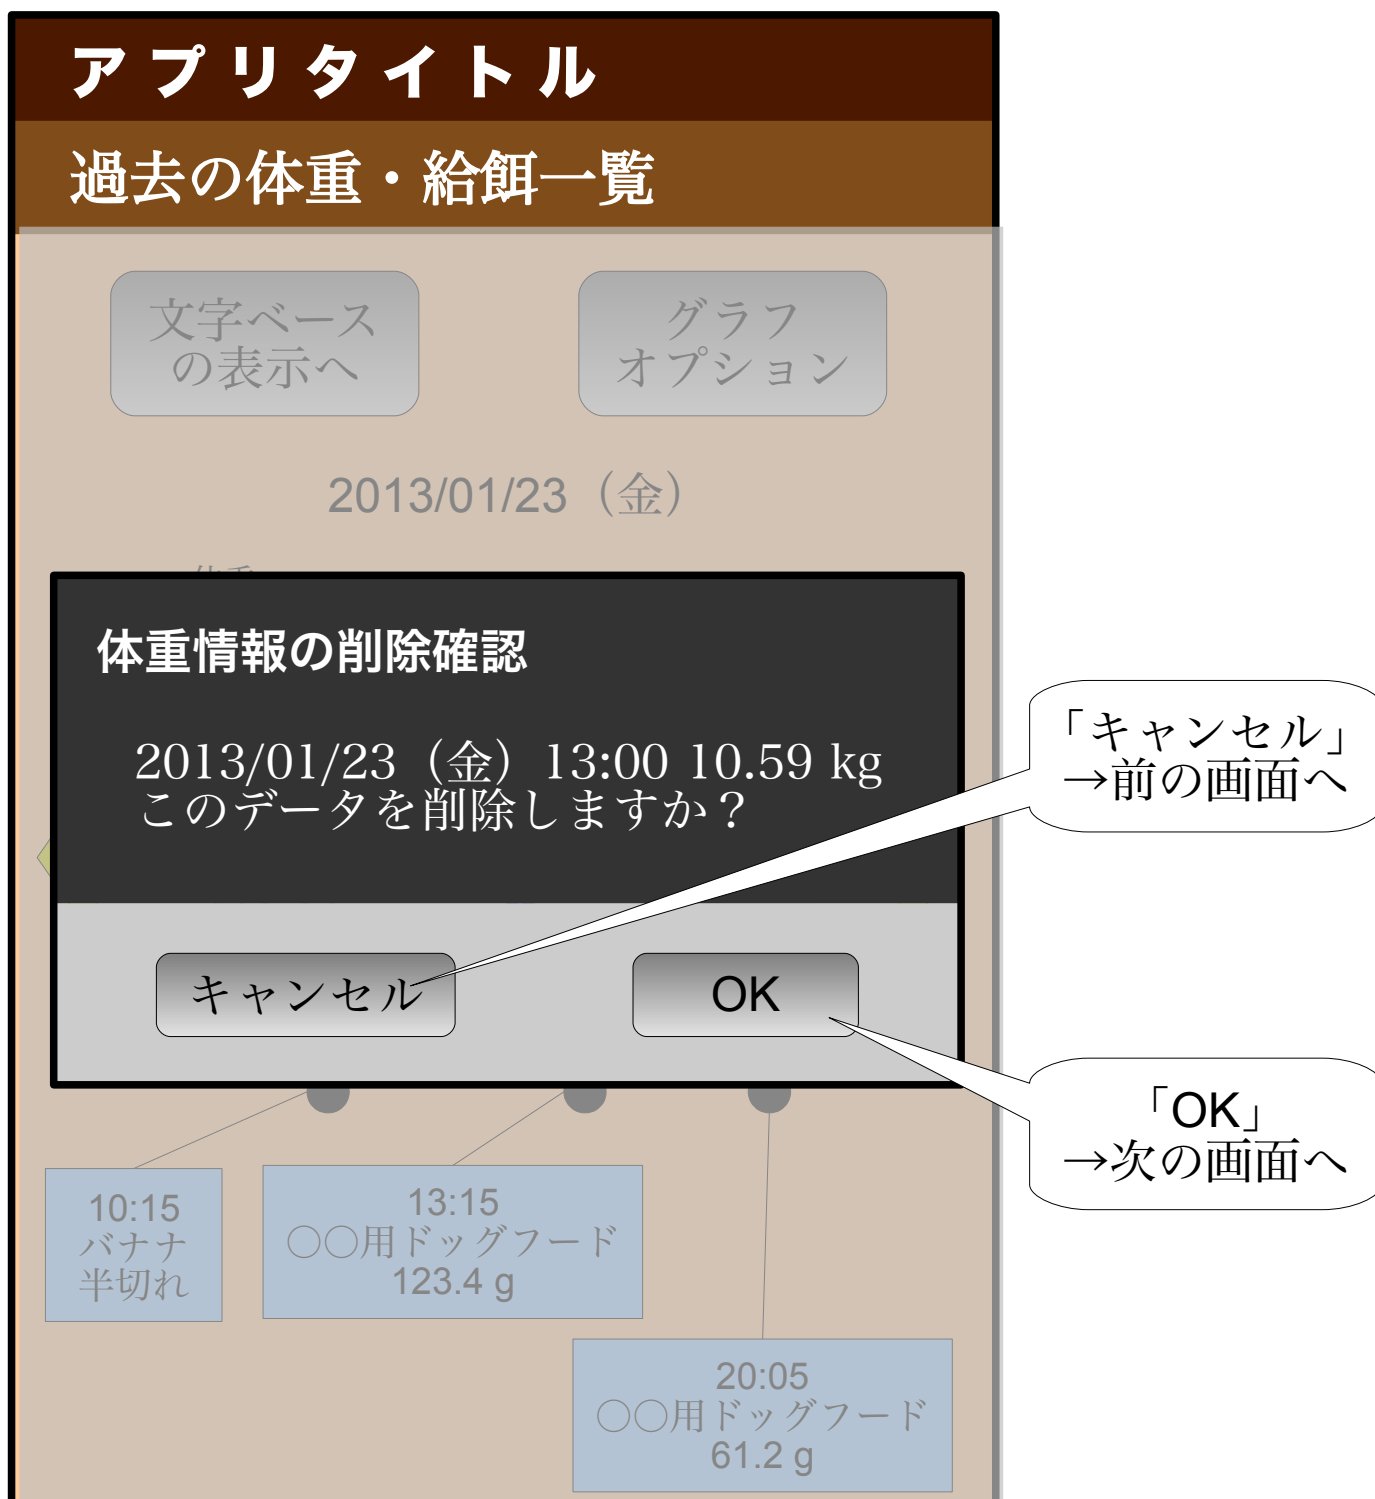 アプリタイトル
過去の体重・給餌一覧
文字ベース
の表示へ
グラフ
オプション
2013/01/23（金）
体重情報の削除確認
2013/01/23（金）13:00 10.59 kg
このデータを削除しますか？
キャンセル
OK
「キャンセル」
→前の画面へ
「OK」
→次の画面へ
10:15
バナナ
半切れ
13:15
〇〇用ドッグフード
123.4 g
20:05
〇〇用ドッグフード
61.2 g